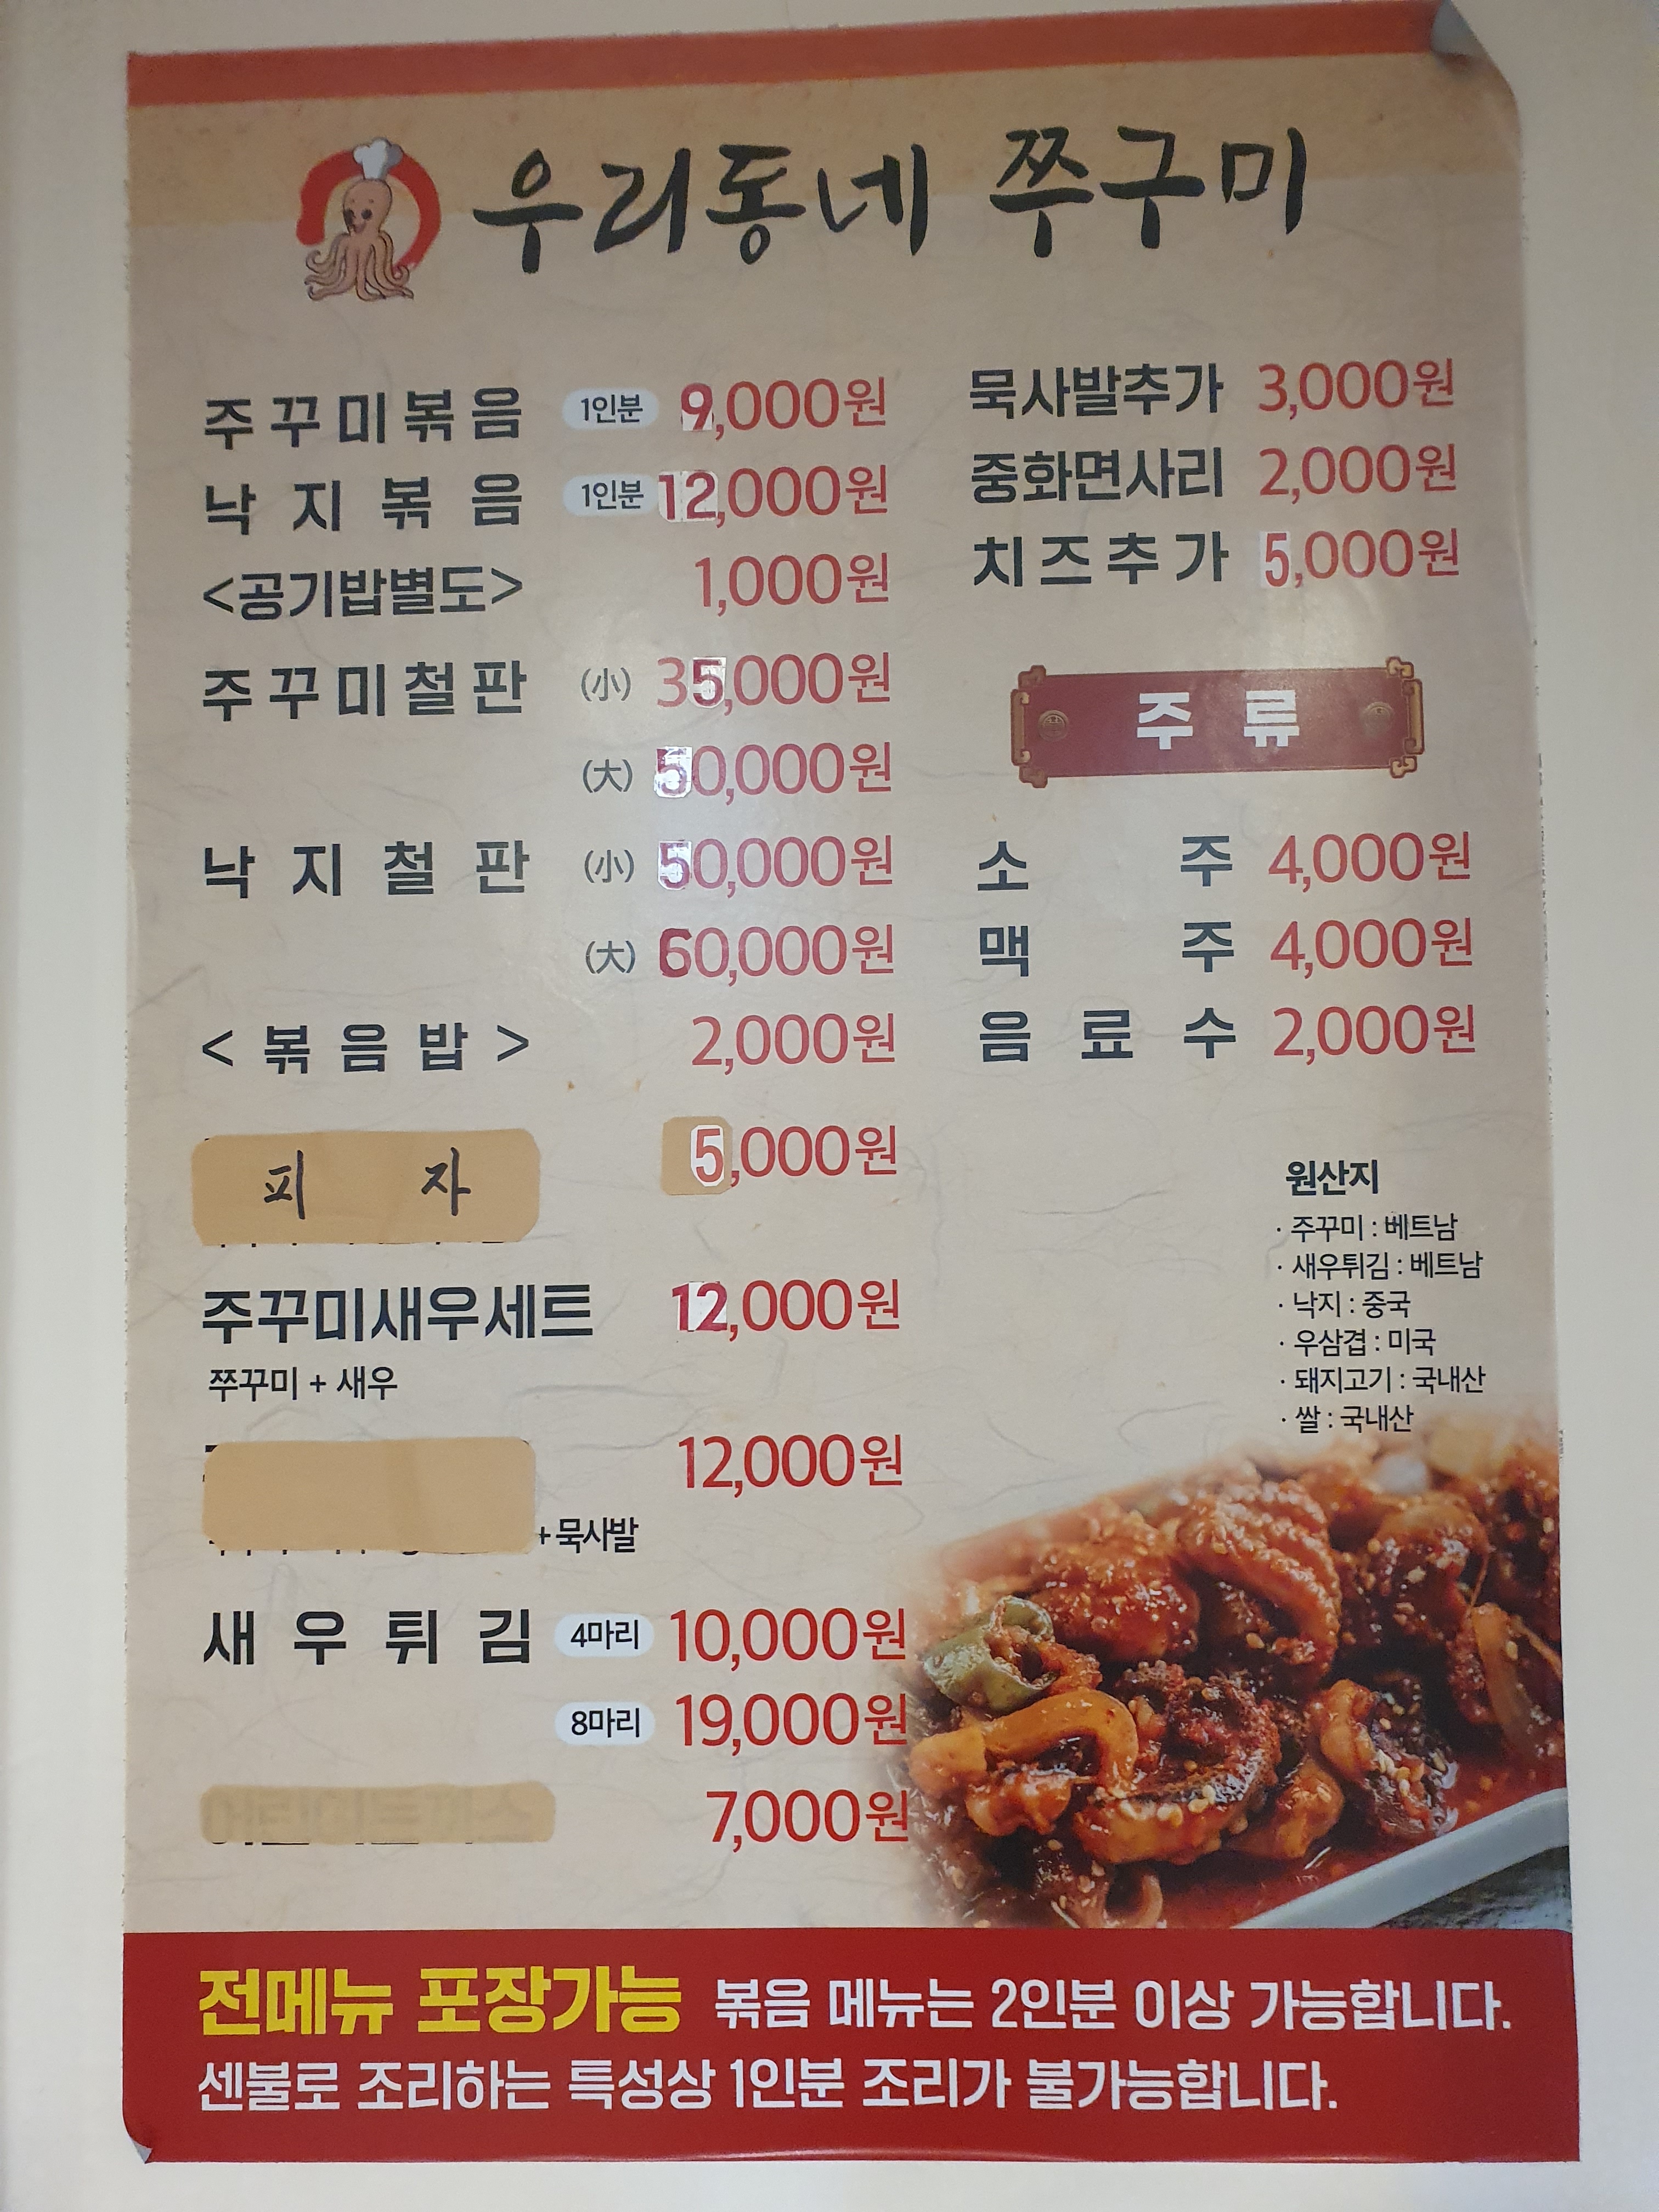 우리동네 쭈구미
주꾸미볶음 1인분 9,000원
낙지볶음 1인분 12,000원
<공기밥별도> 1,000원
주꾸미철판 (小) 35,000원
(大) 50,000원
낙지철판 (小) 50,000원
(大) 60,000원
<볶음밥> 2,000원
피자 5,000원
주꾸미새우세트 12,000원
쭈꾸미 + 새우
12,000원
+묵사발
새우튀김 4마리 10,000원
8마리 19,000원
7,000원
묵사발추가 3,000원
중화면사리 2,000원
치즈추가 5,000원
주류
소주 4,000원
맥주 4,000원
음료수 2,000원
원산지
· 주꾸미 : 베트남
· 새우튀김 : 베트남
· 낙지 : 중국
· 우삼겹 : 미국
· 돼지고기 : 국내산
· 쌀 : 국내산
전메뉴 포장가능 볶음 메뉴는 2인분 이상 가능합니다.
센불로 조리하는 특성상 1인분 조리가 불가능합니다.